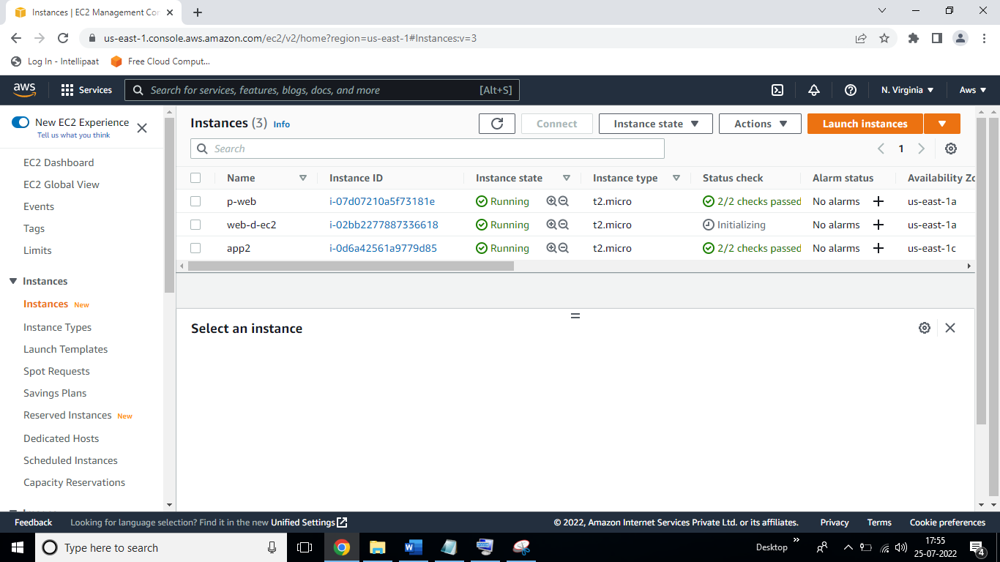 Instances | EC2 Management Con
us-east-1.console.aws.amazon.com/ec2/v2/home?region=us-east-1#Instances:v=3
Log In - Intellipaat Free Cloud Comput...
aws Services Search for services, features, blogs, docs, and more [Alt+S] N. Virginia Aws
New EC2 Experience
Tell us what you think
EC2 Dashboard
EC2 Global View
Events
Tags
Limits
Instances
Instances New
Instance Types
Launch Templates
Spot Requests
Savings Plans
Reserved Instances New
Dedicated Hosts
Scheduled Instances
Capacity Reservations
Instances (3) Info Connect Instance state Actions Launch instances
Search 1
Name Instance ID Instance state Instance type Status check Alarm status Availability Zo
p-web i-07d07210a5f73181e Running t2.micro 2/2 checks passed No alarms us-east-1a
web-d-ec2 i-02bb2277887336618 Running t2.micro Initializing No alarms us-east-1a
app2 i-0d6a42561a9779d85 Running t2.micro 2/2 checks passed No alarms us-east-1c
Select an instance
Feedback Looking for language selection? Find it in the new Unified Settings © 2022, Amazon Internet Services Private Ltd. or its affiliates. Privacy Terms Cookie preferences
Type here to search Desktop 17:55
25-07-2022 4